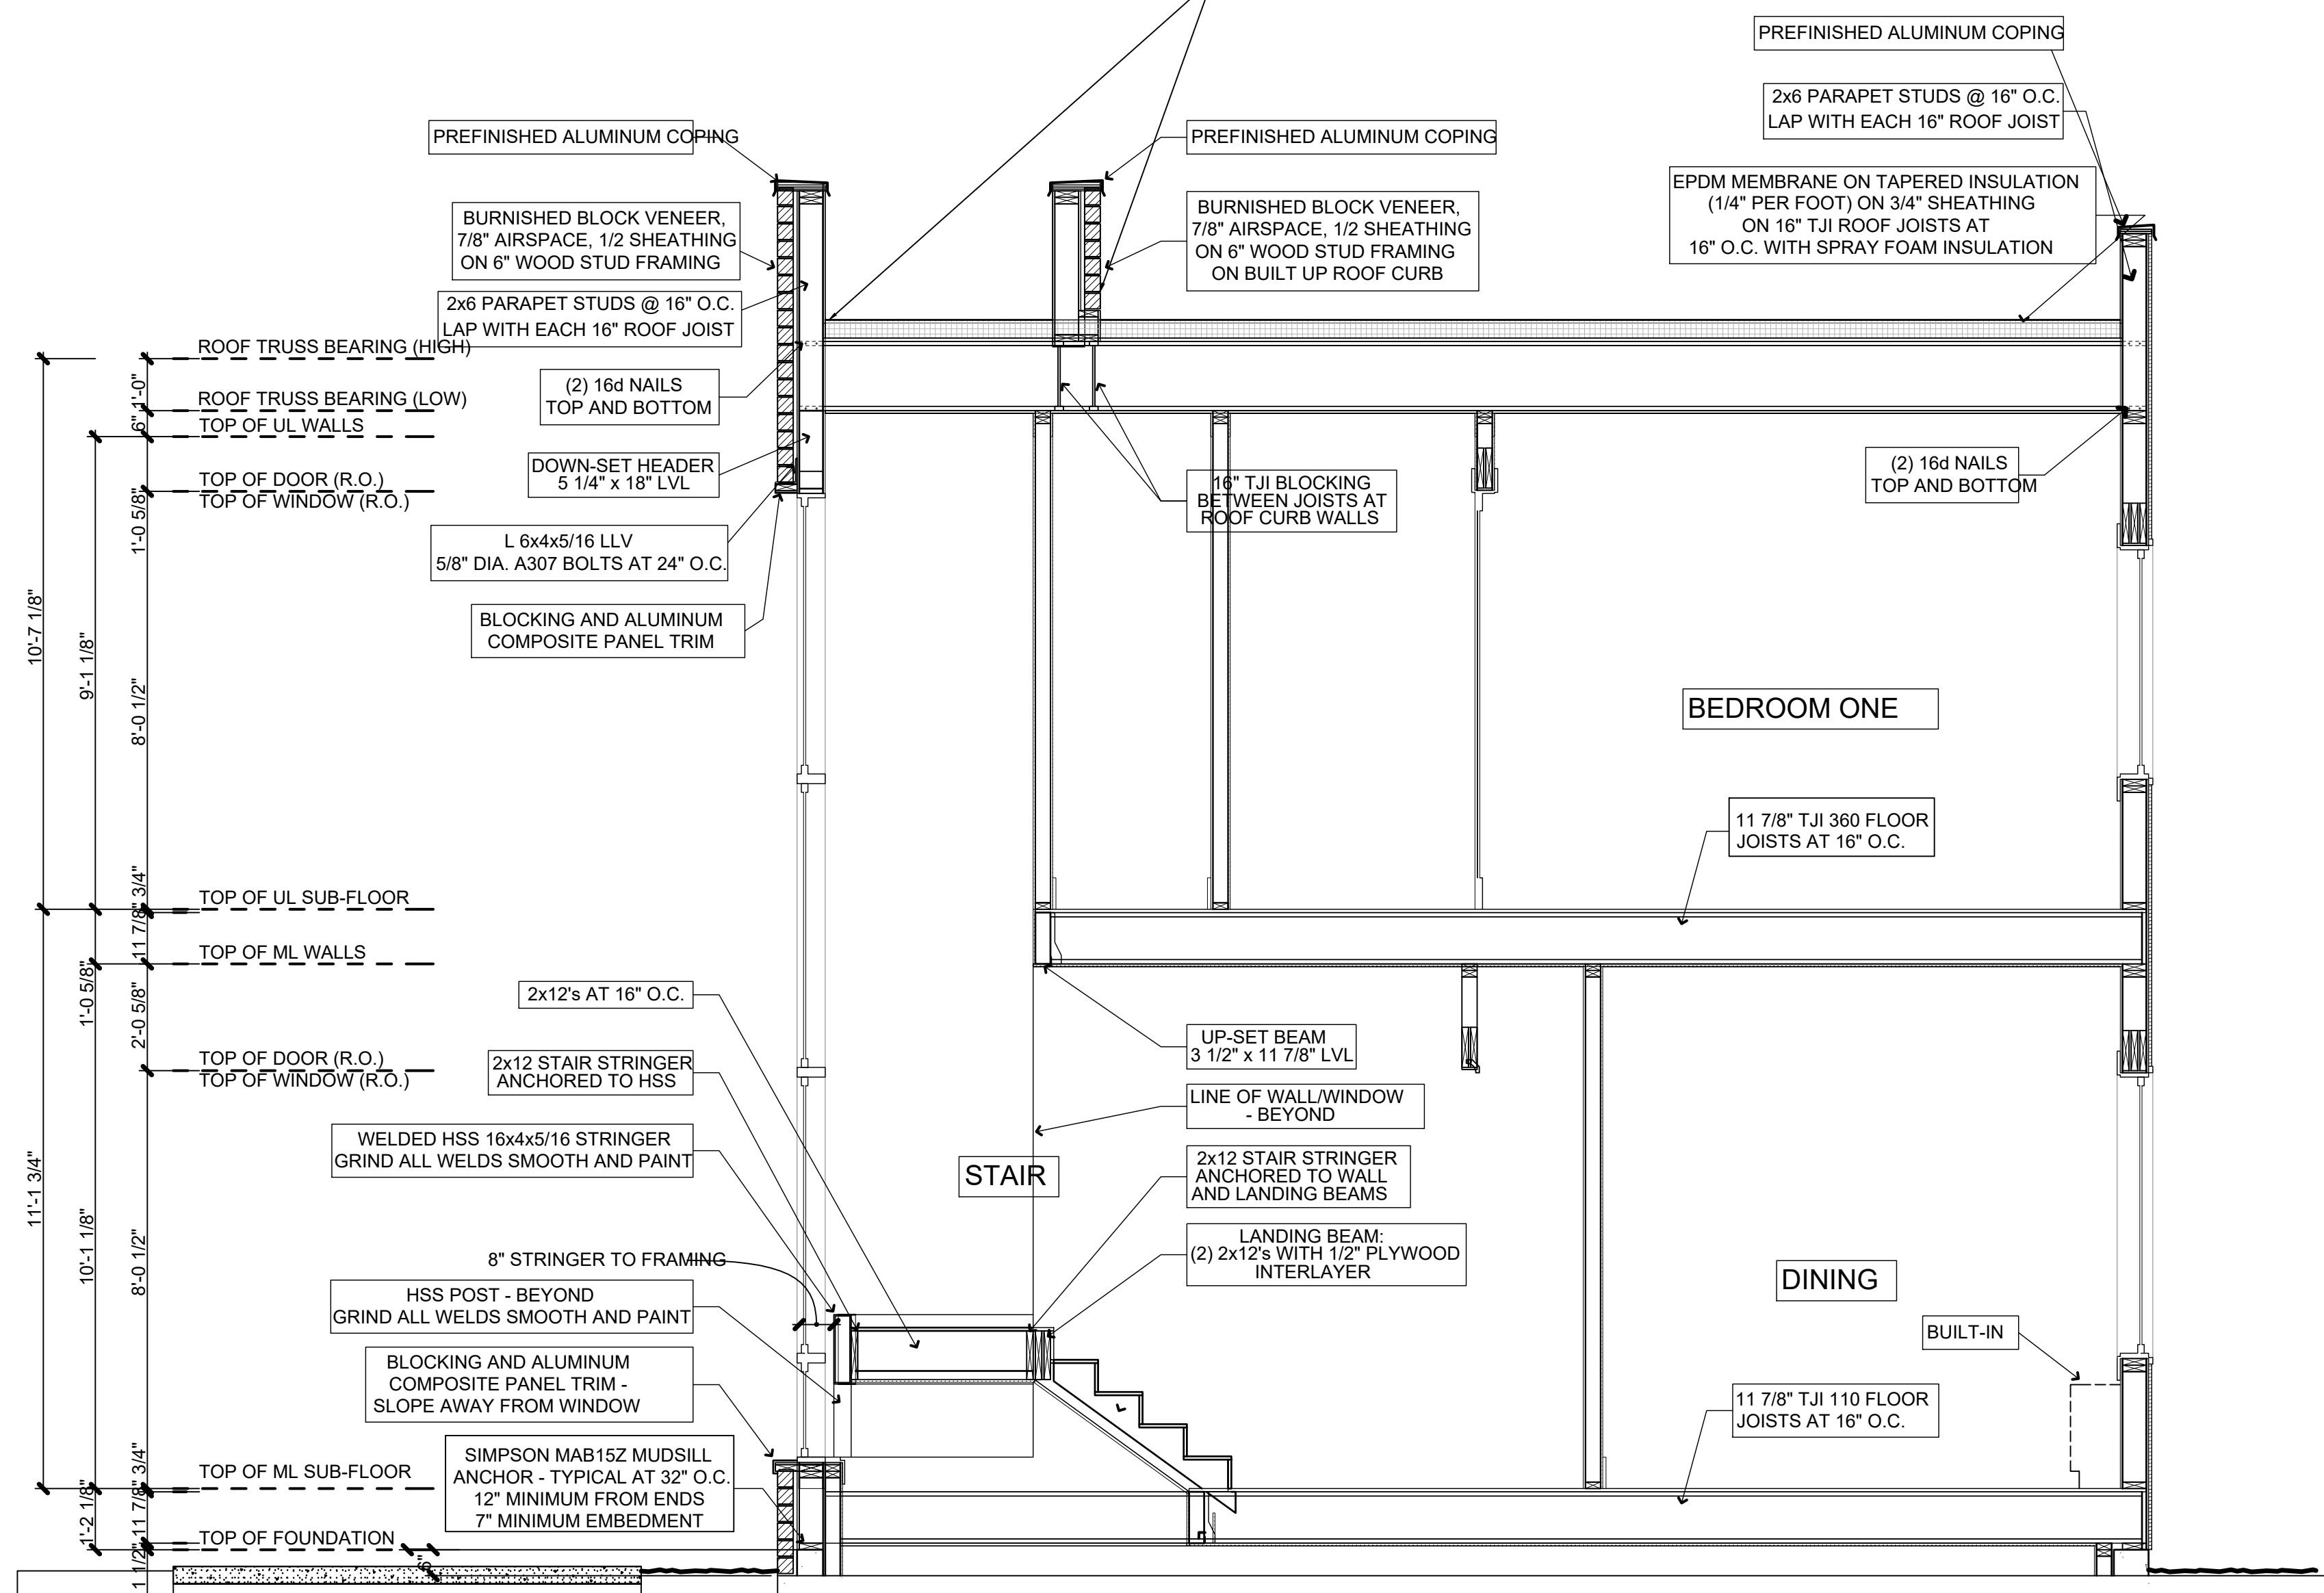 PREFINISHED ALUMINUM COPING
2x6 PARAPET STUDS @ 16" O.C.
LAP WITH EACH 16" ROOF JOIST
EPDM MEMBRANE ON TAPERED INSULATION
(1/4" PER FOOT) ON 3/4" SHEATHING
ON 16" TJI ROOF JOISTS AT
16" O.C. WITH SPRAY FOAM INSULATION
PREFINISHED ALUMINUM COPING
PREFINISHED ALUMINUM COPING
BURNISHED BLOCK VENEER,
7/8" AIRSPACE, 1/2 SHEATHING
ON 6" WOOD STUD FRAMING
BURNISHED BLOCK VENEER,
7/8" AIRSPACE, 1/2 SHEATHING
ON 6" WOOD STUD FRAMING
ON BUILT UP ROOF CURB
2x6 PARAPET STUDS @ 16" O.C.
LAP WITH EACH 16" ROOF JOIST
ROOF TRUSS BEARING (HIGH)
(2) 16d NAILS
TOP AND BOTTOM
ROOF TRUSS BEARING (LOW)
TOP OF UL WALLS
1'-0"
6"
DOWN-SET HEADER
5 1/4" x 18" LVL
TOP OF DOOR (R.O.)
TOP OF WINDOW (R.O.)
16" TJI BLOCKING
BETWEEN JOISTS AT
ROOF CURB WALLS
(2) 16d NAILS
TOP AND BOTTOM
1'-0 5/8"
L 6x4x5/16 LLV
5/8" DIA. A307 BOLTS AT 24" O.C.
BLOCKING AND ALUMINUM
COMPOSITE PANEL TRIM
10'-7 1/8"
9'-1 1/8"
8'-0 1/2"
BEDROOM ONE
11 7/8" TJI 360 FLOOR
JOISTS AT 16" O.C.
3/4"
11 7/8"
TOP OF UL SUB-FLOOR
TOP OF ML WALLS
1'-0 5/8"
2'-0 5/8"
2x12's AT 16" O.C.
UP-SET BEAM
3 1/2" x 11 7/8" LVL
TOP OF DOOR (R.O.)
TOP OF WINDOW (R.O.)
2x12 STAIR STRINGER
ANCHORED TO HSS
LINE OF WALL/WINDOW
- BEYOND
WELDED HSS 16x4x5/16 STRINGER
GRIND ALL WELDS SMOOTH AND PAINT
STAIR
2x12 STAIR STRINGER
ANCHORED TO WALL
AND LANDING BEAMS
11'-1 3/4"
10'-1 1/8"
8'-0 1/2"
8" STRINGER TO FRAMING
LANDING BEAM:
(2) 2x12's WITH 1/2" PLYWOOD
INTERLAYER
DINING
HSS POST - BEYOND
GRIND ALL WELDS SMOOTH AND PAINT
BUILT-IN
BLOCKING AND ALUMINUM
COMPOSITE PANEL TRIM -
SLOPE AWAY FROM WINDOW
11 7/8" TJI 110 FLOOR
JOISTS AT 16" O.C.
SIMPSON MAB15Z MUDSILL
ANCHOR - TYPICAL AT 32" O.C.
12" MINIMUM FROM ENDS
7" MINIMUM EMBEDMENT
3/4"
TOP OF ML SUB-FLOOR
1'-2 1/8"
11 7/8"
TOP OF FOUNDATION
1 1/2"
6"